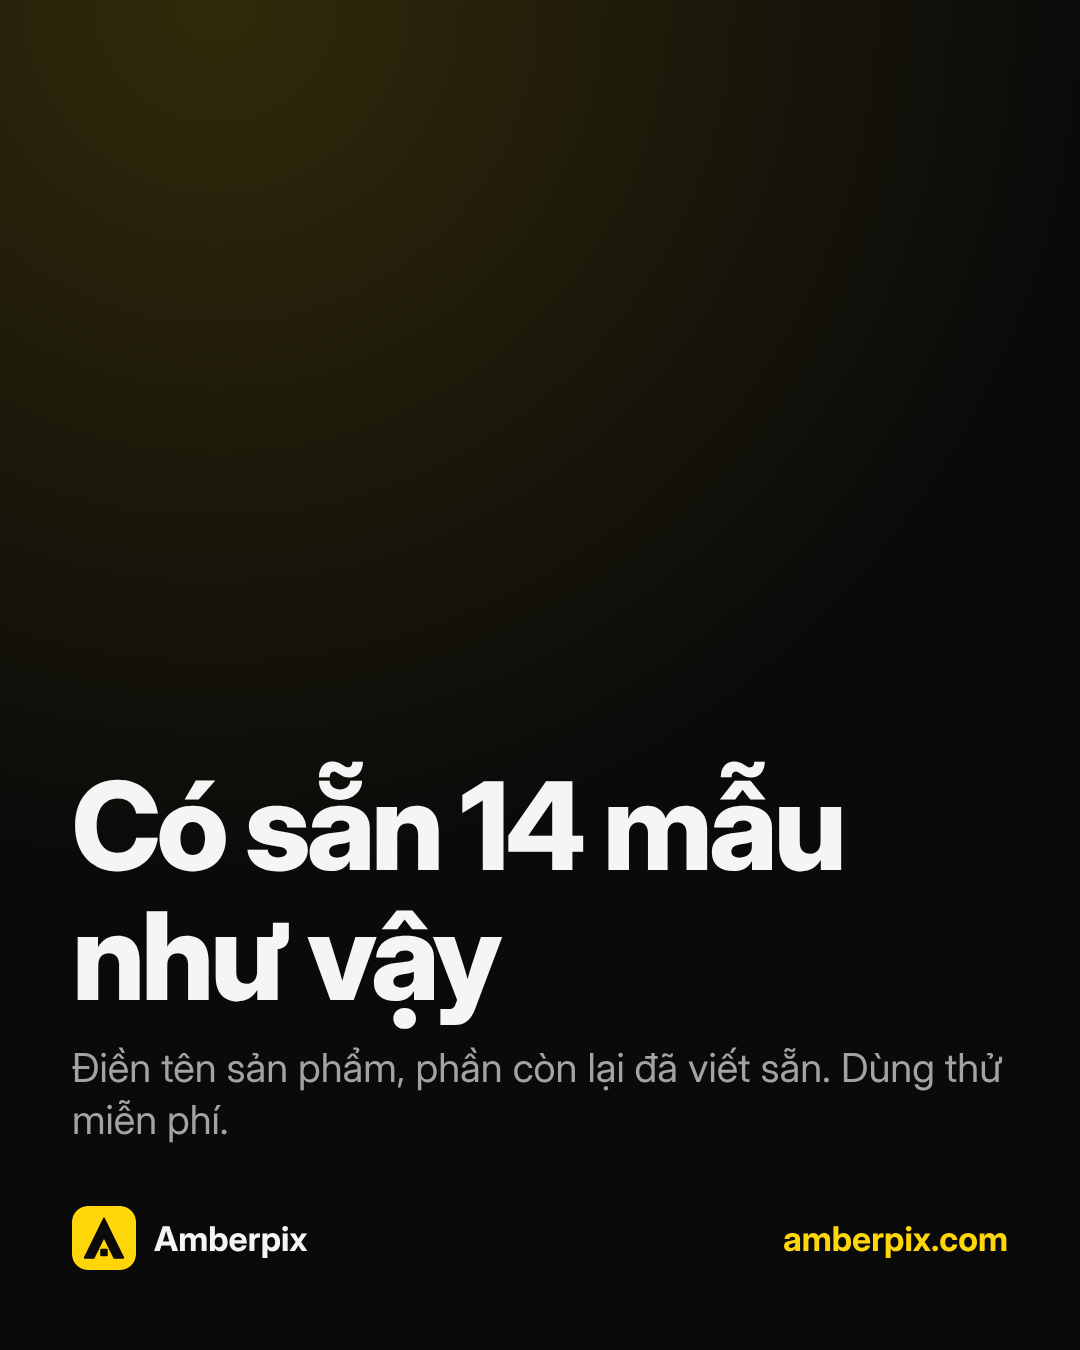 Có sẵn 14 mẫu
như vậy
Điền tên sản phẩm, phần còn lại đã viết sẵn. Dùng thử
miễn phí.
Amberpix
amberpix.com